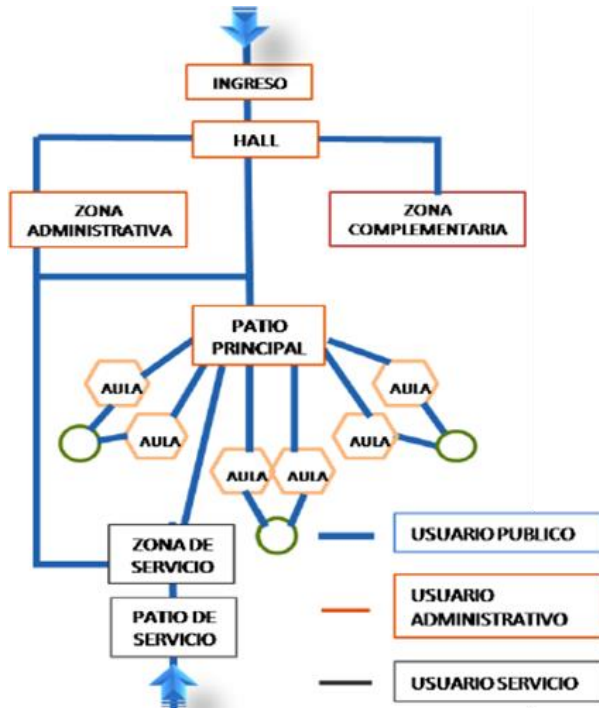 INGRESO
HALL
ZONA
ADMINISTRATIVA
ZONA
COMPLEMENTARIA
PATIO
PRINCIPAL
AULA
AULA
AULA
AULA
AULA
AULA
ZONA DE
SERVICIO
PATIO DE
SERVICIO
USUARIO PUBLICO
USUARIO
ADMINISTRATIVO
USUARIO SERVICIO